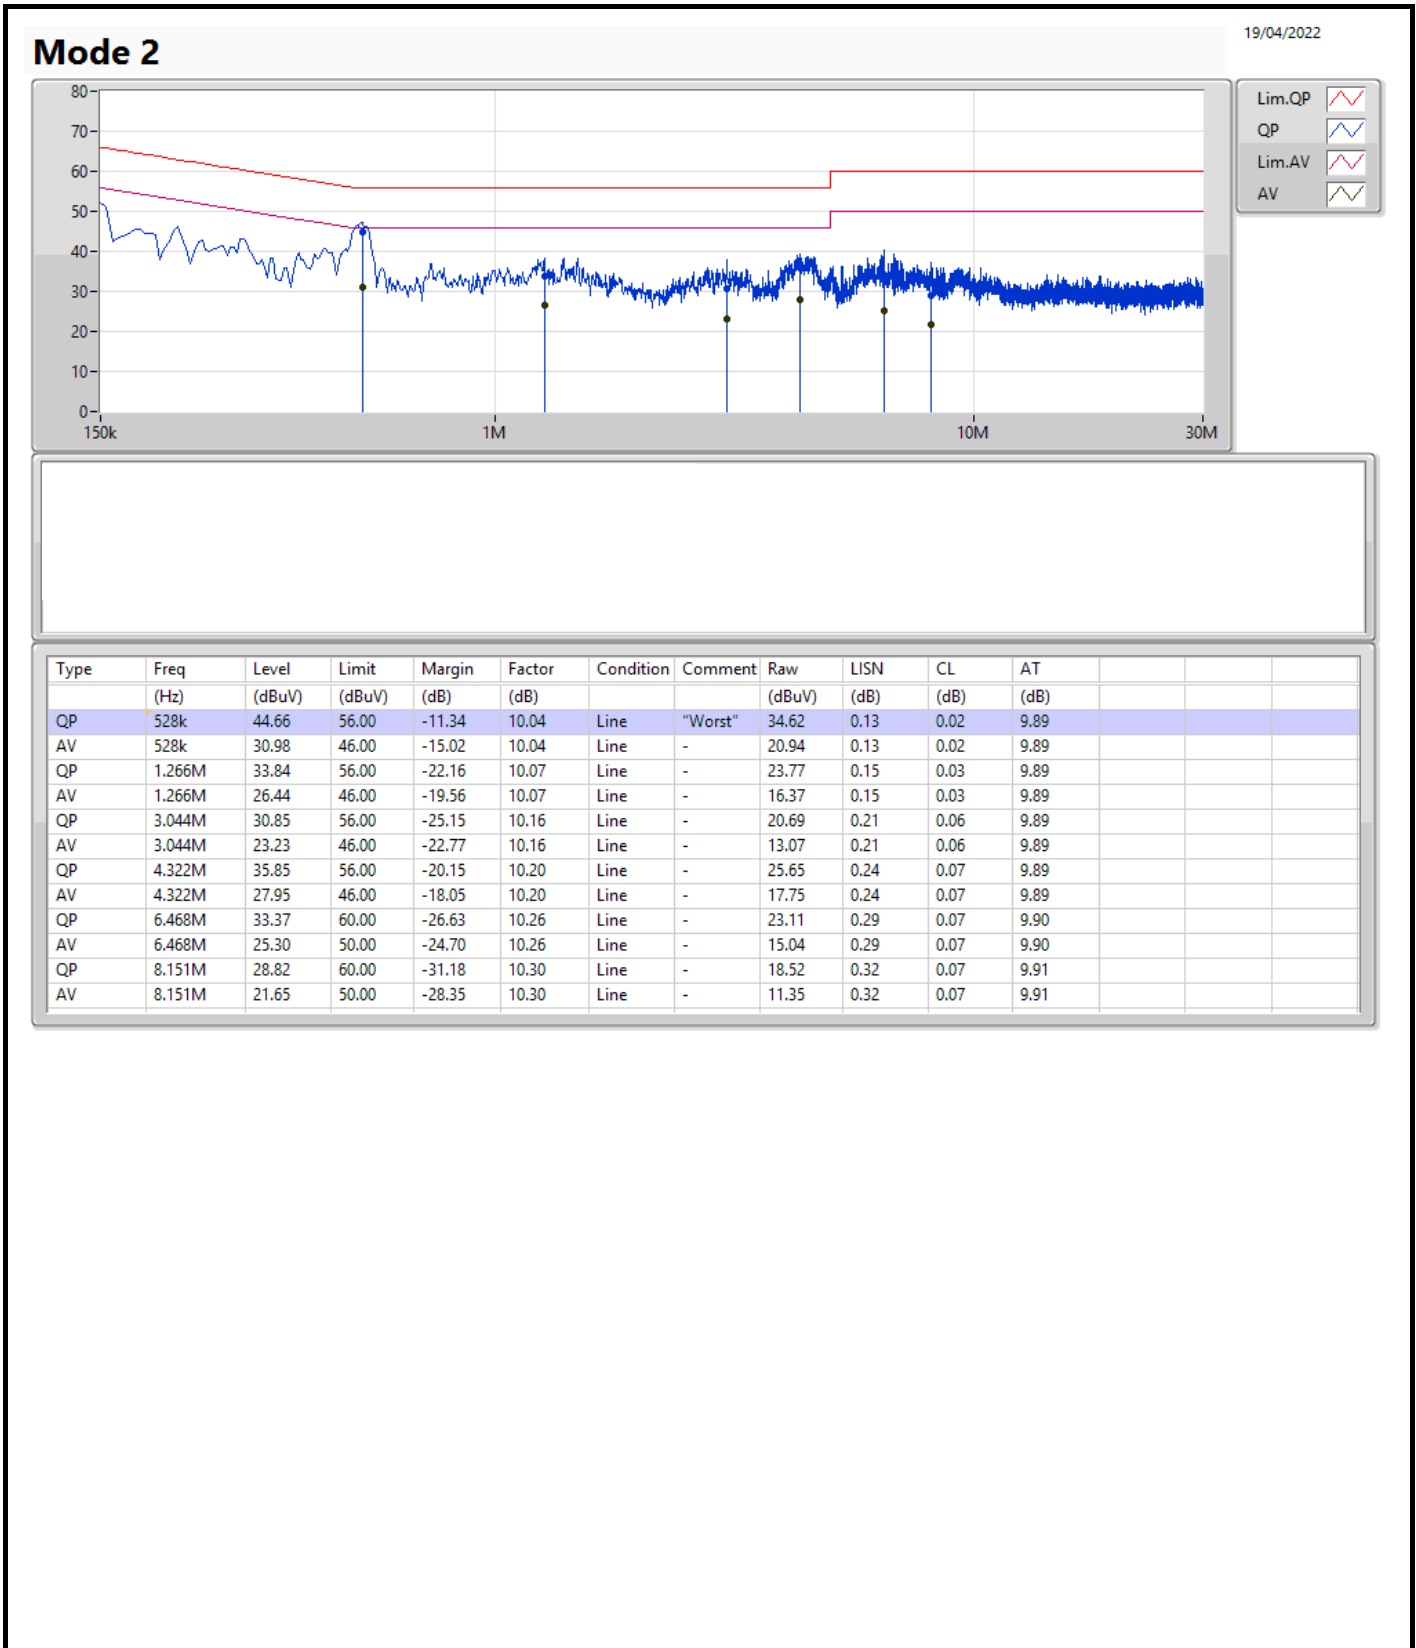 19/04/2022
Mode 2
80
70
60
50
40
30
20
10
0
150k 1M 10M 30M
Lim.QP
QP
Lim.AV
AV
Type Freq Level Limit Margin Factor Condition Comment Raw LISN CL AT
(Hz) (dBuV) (dBuV) (dB) (dB) (dBuV) (dB) (dB) (dB)
QP 528k 44.66 56.00 -11.34 10.04 Line "Worst" 34.62 0.13 0.02 9.89
AV 528k 30.98 46.00 -15.02 10.04 Line - 20.94 0.13 0.02 9.89
QP 1.266M 33.84 56.00 -22.16 10.07 Line - 23.77 0.15 0.03 9.89
AV 1.266M 26.44 46.00 -19.56 10.07 Line - 16.37 0.15 0.03 9.89
QP 3.044M 30.85 56.00 -25.15 10.16 Line - 20.69 0.21 0.06 9.89
AV 3.044M 23.23 46.00 -22.77 10.16 Line - 13.07 0.21 0.06 9.89
QP 4.322M 35.85 56.00 -20.15 10.20 Line - 25.65 0.24 0.07 9.89
AV 4.322M 27.95 46.00 -18.05 10.20 Line - 17.75 0.24 0.07 9.89
QP 6.468M 33.37 60.00 -26.63 10.26 Line - 23.11 0.29 0.07 9.90
AV 6.468M 25.30 50.00 -24.70 10.26 Line - 15.04 0.29 0.07 9.90
QP 8.151M 28.82 60.00 -31.18 10.30 Line - 18.52 0.32 0.07 9.91
AV 8.151M 21.65 50.00 -28.35 10.30 Line - 11.35 0.32 0.07 9.91